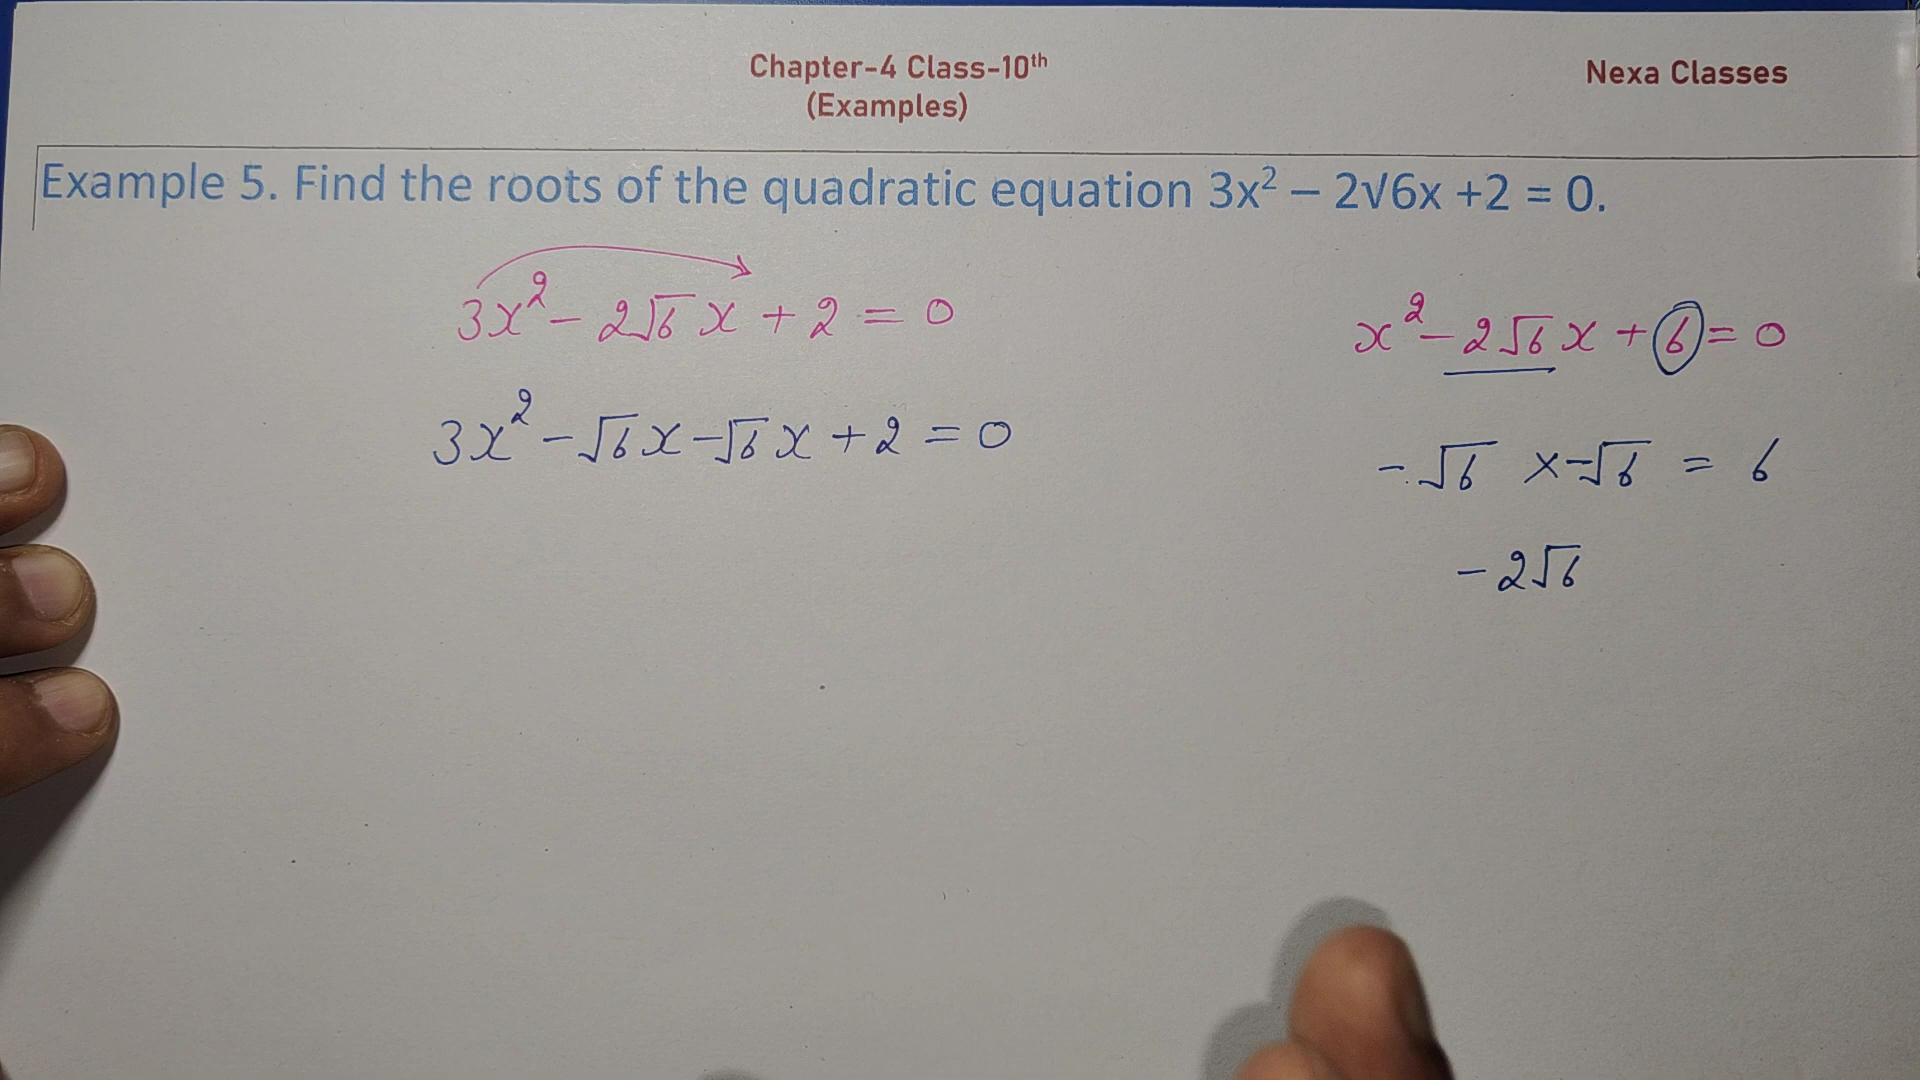 Chapter-4 Class-10th
(Examples)
Nexa Classes
Example 5. Find the roots of the quadratic equation 3x² – 2√6x +2 = 0.
3x² - 2√6 x + 2 = 0
x² - 2√6 x + 6 = 0
3x² - √6 x - √6 x + 2 = 0
- √6 × -√6 = 6
- 2√6